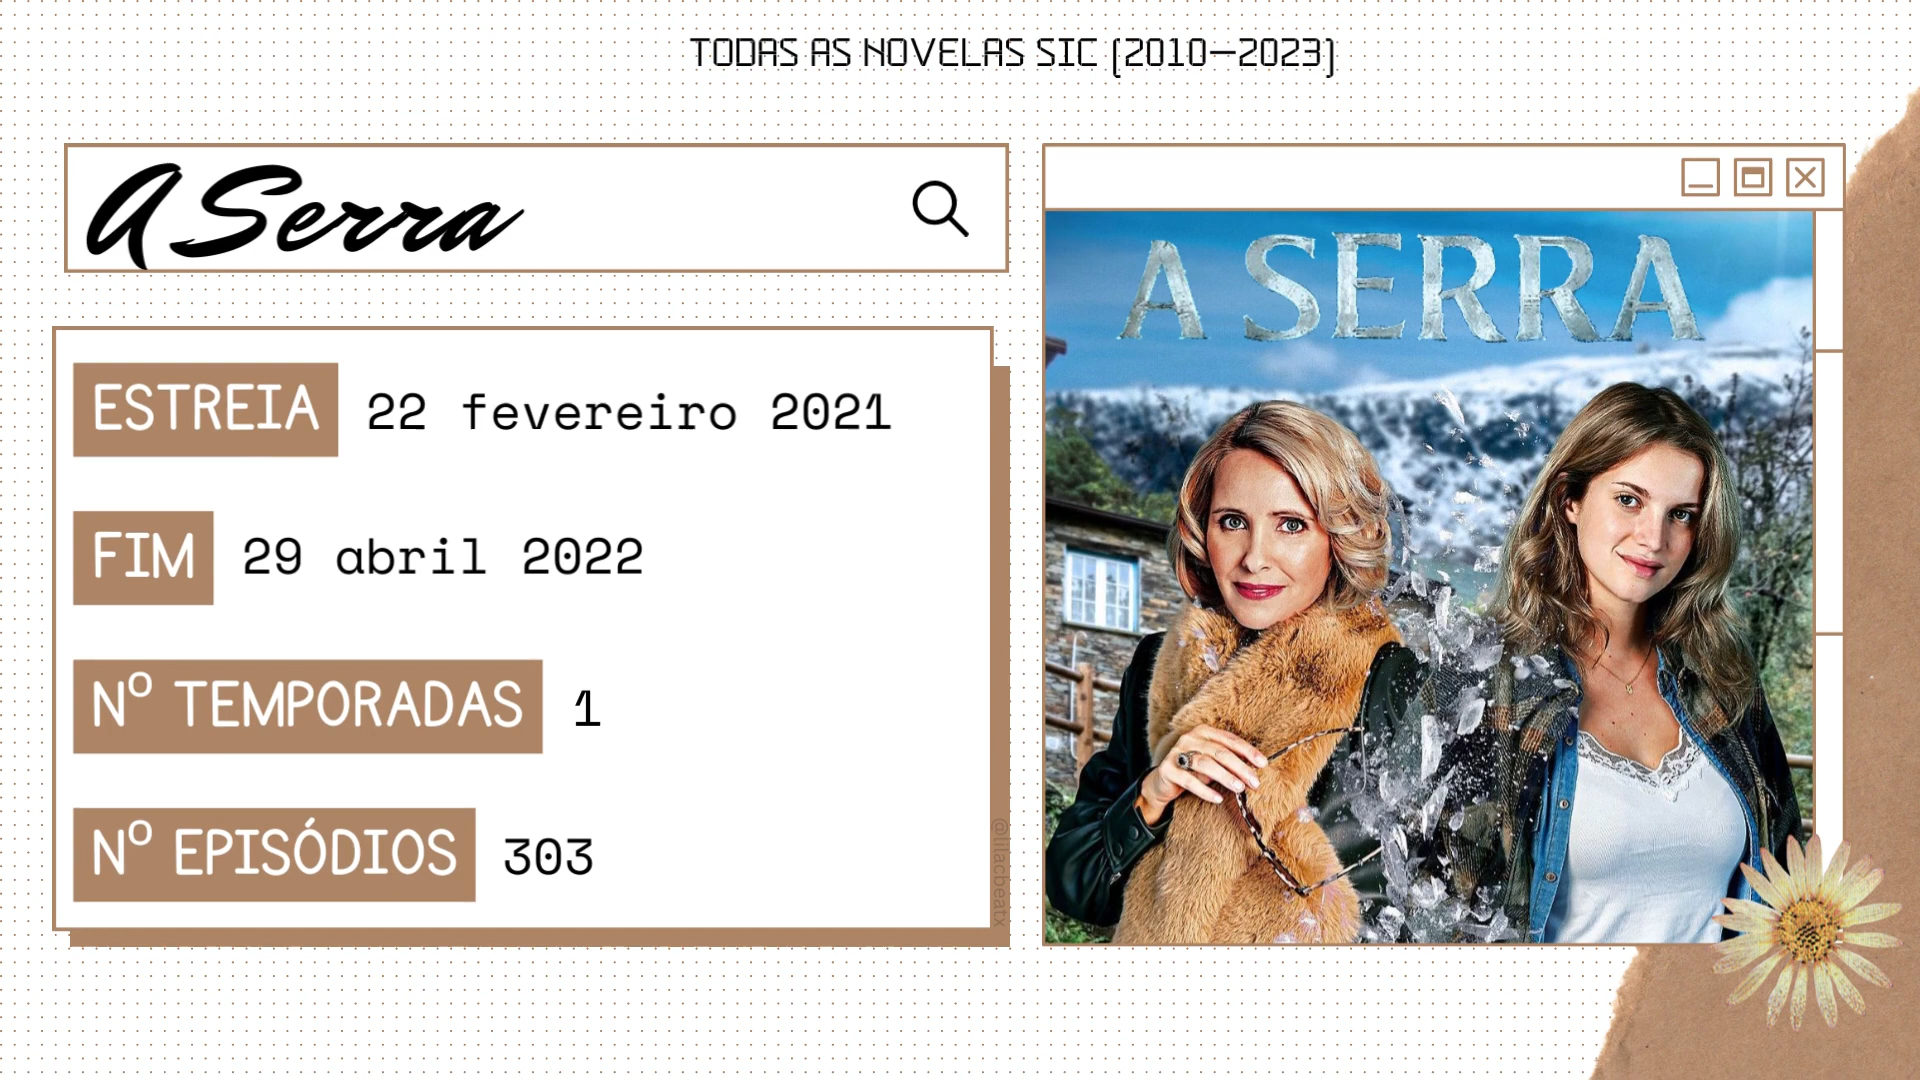 TODAS AS NOVELAS SIC (2010—2023)
A Serra
ESTREIA 22 fevereiro 2021
FIM 29 abril 2022
Nº TEMPORADAS 1
Nº EPISÓDIOS 303
@lilacbeatx
A SERRA